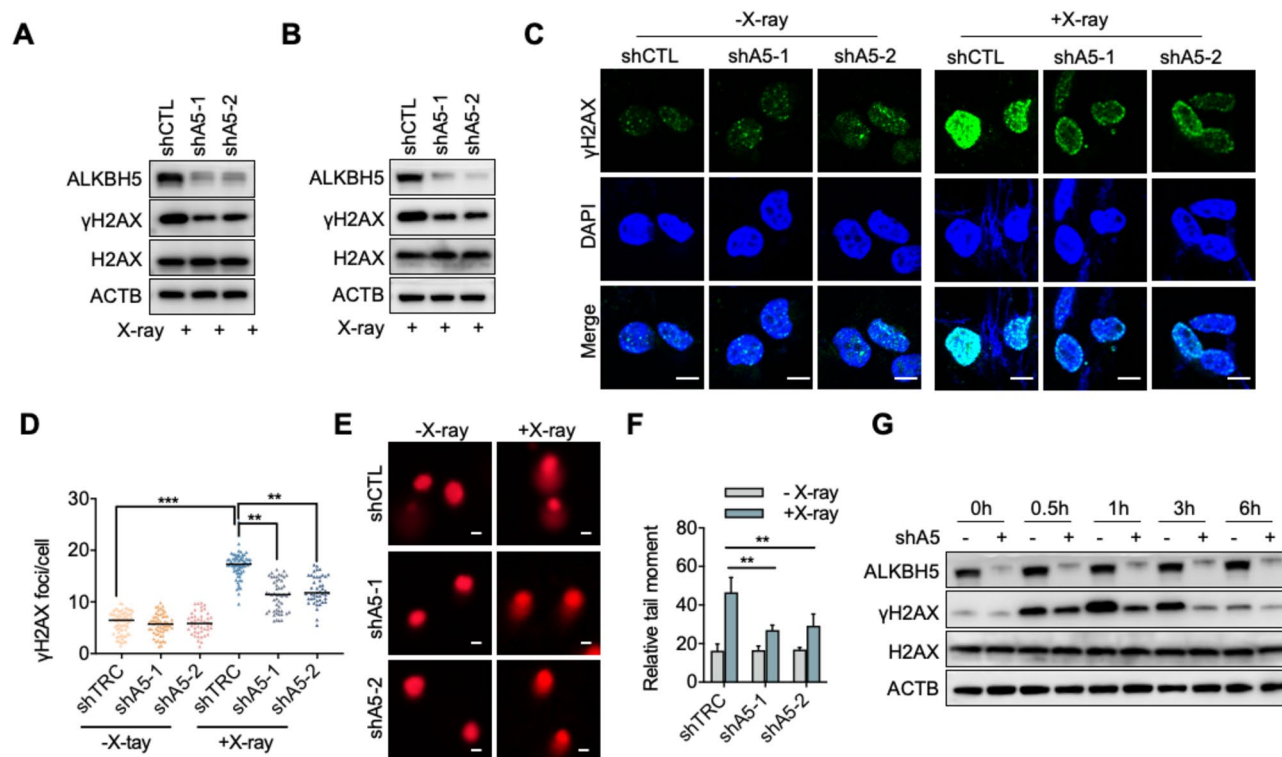 A
shCTL
shA5-1
shA5-2
ALKBH5
γH2AX
H2AX
ACTB
X-ray + + +
B
shCTL
shA5-1
shA5-2
ALKBH5
γH2AX
H2AX
ACTB
X-ray + + +
C
-X-ray +X-ray
shCTL shA5-1 shA5-2 shCTL shA5-1 shA5-2
γH2AX
DAPI
Merge
D
γH2AX foci/cell
30
20
10
0
*** ** **
shTRC shA5-1 shA5-2 shTRC shA5-1 shA5-2
-X-tay +X-ray
E
-X-ray +X-ray
shCTL
shA5-1
shA5-2
F
- X-ray
+X-ray
Relative tail moment
80
60
40
20
0
**
**
shTRC shA5-1 shA5-2
G
0h 0.5h 1h 3h 6h
shA5 - + - + - + - + - +
ALKBH5
γH2AX
H2AX
ACTB